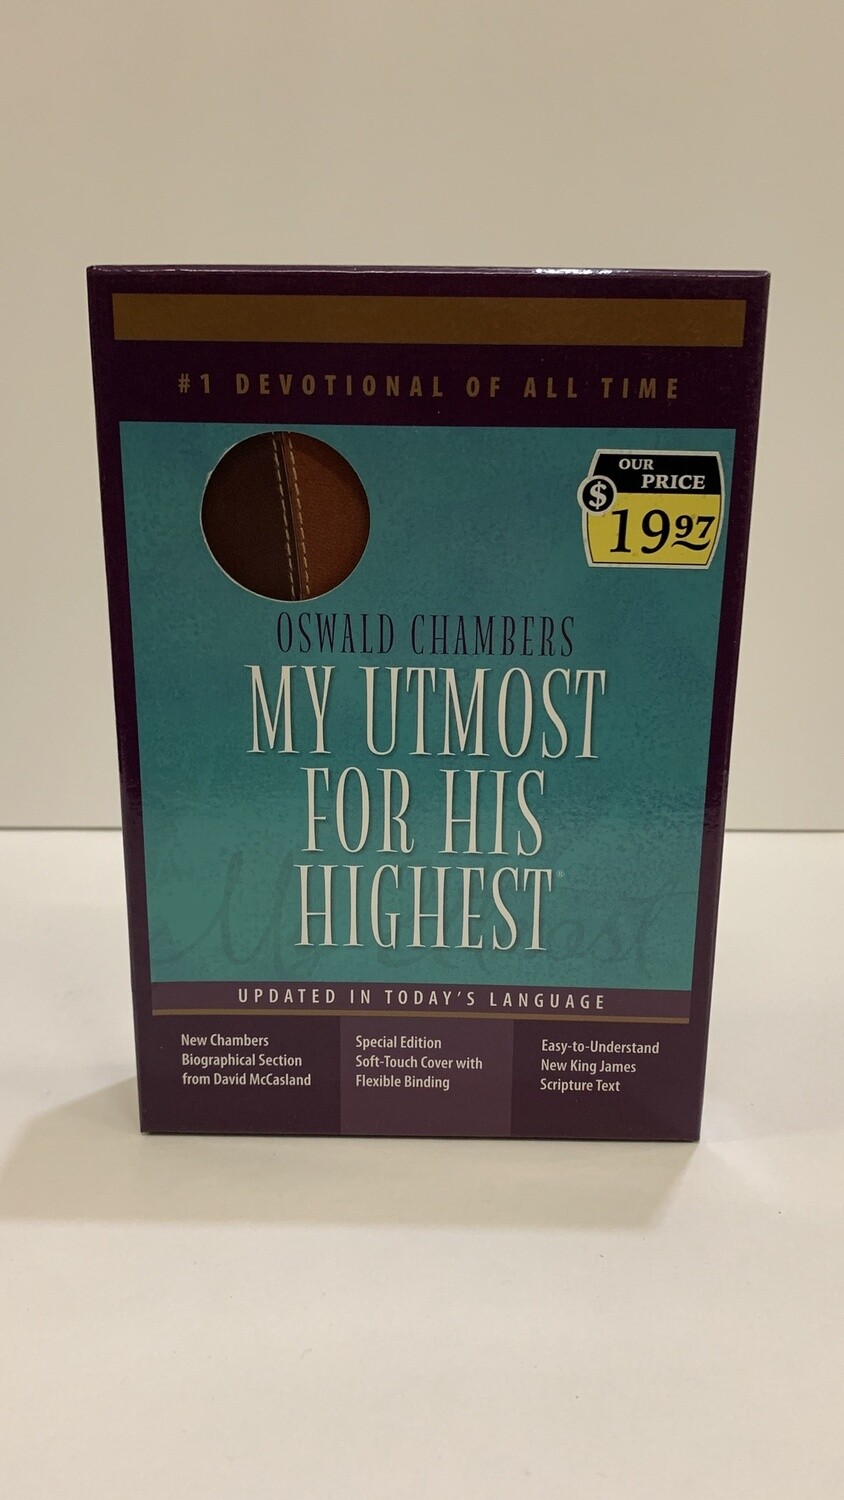 #1 DEVOTIONAL OF ALL TIME
OUR
PRICE
$
19.97
OSWALD CHAMBERS
MY UTMOST
FOR HIS
HIGHEST®
UPDATED IN TODAY'S LANGUAGE
New Chambers
Biographical Section
from David McCasland
Special Edition
Soft-Touch Cover with
Flexible Binding
Easy-to-Understand
New King James
Scripture Text